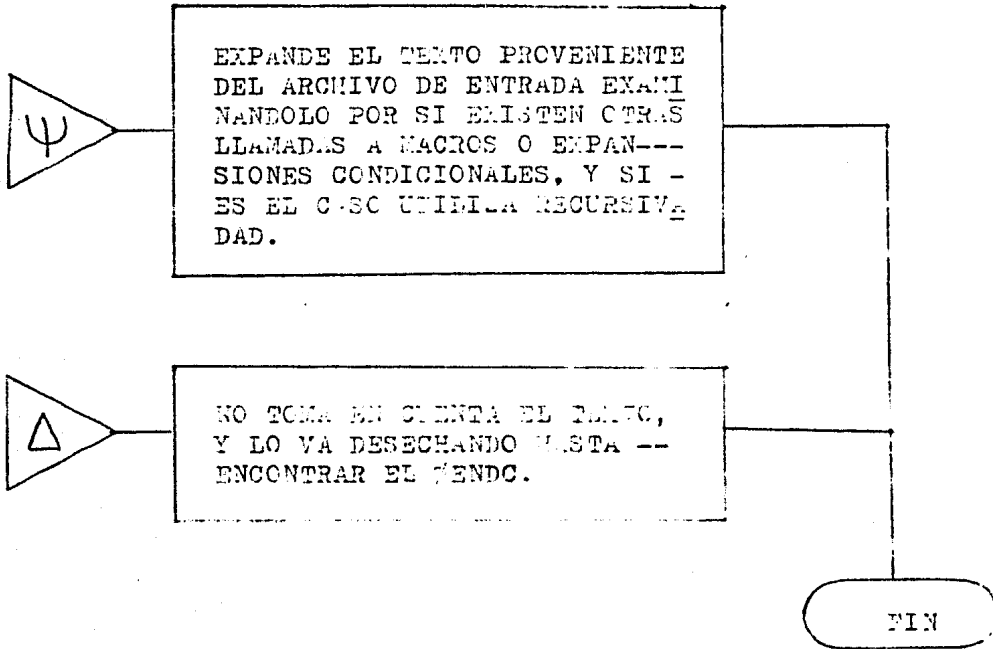 Ψ
EXPANDE EL TEXTO PROVENIENTE
DEL ARCHIVO DE ENTRADA EXAMI
NANDOLO POR SI EXISTEN OTRAS
LLAMADAS A MACROS O EXPAN---
SIONES CONDICIONALES, Y SI -
ES EL CASO UTILIZA RECURSIVA
DAD.
Δ
NO TOMA EN CUENTA EL TEXTO,
Y LO VA DESECHANDO HASTA --
ENCONTRAR EL
FIN